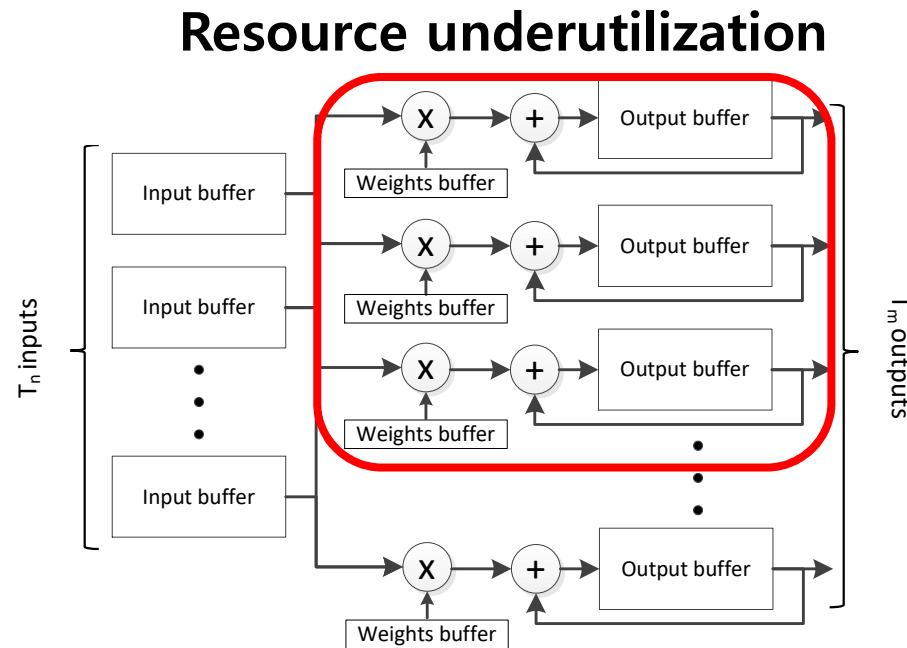 Resource underutilization
X
+
Output buffer
Weights buffer
Input buffer
X
+
Output buffer
Weights buffer
Input buffer
X
+
Output buffer
Weights buffer
Input buffer
X
+
Output buffer
Weights buffer
Tn inputs
Tm outputs